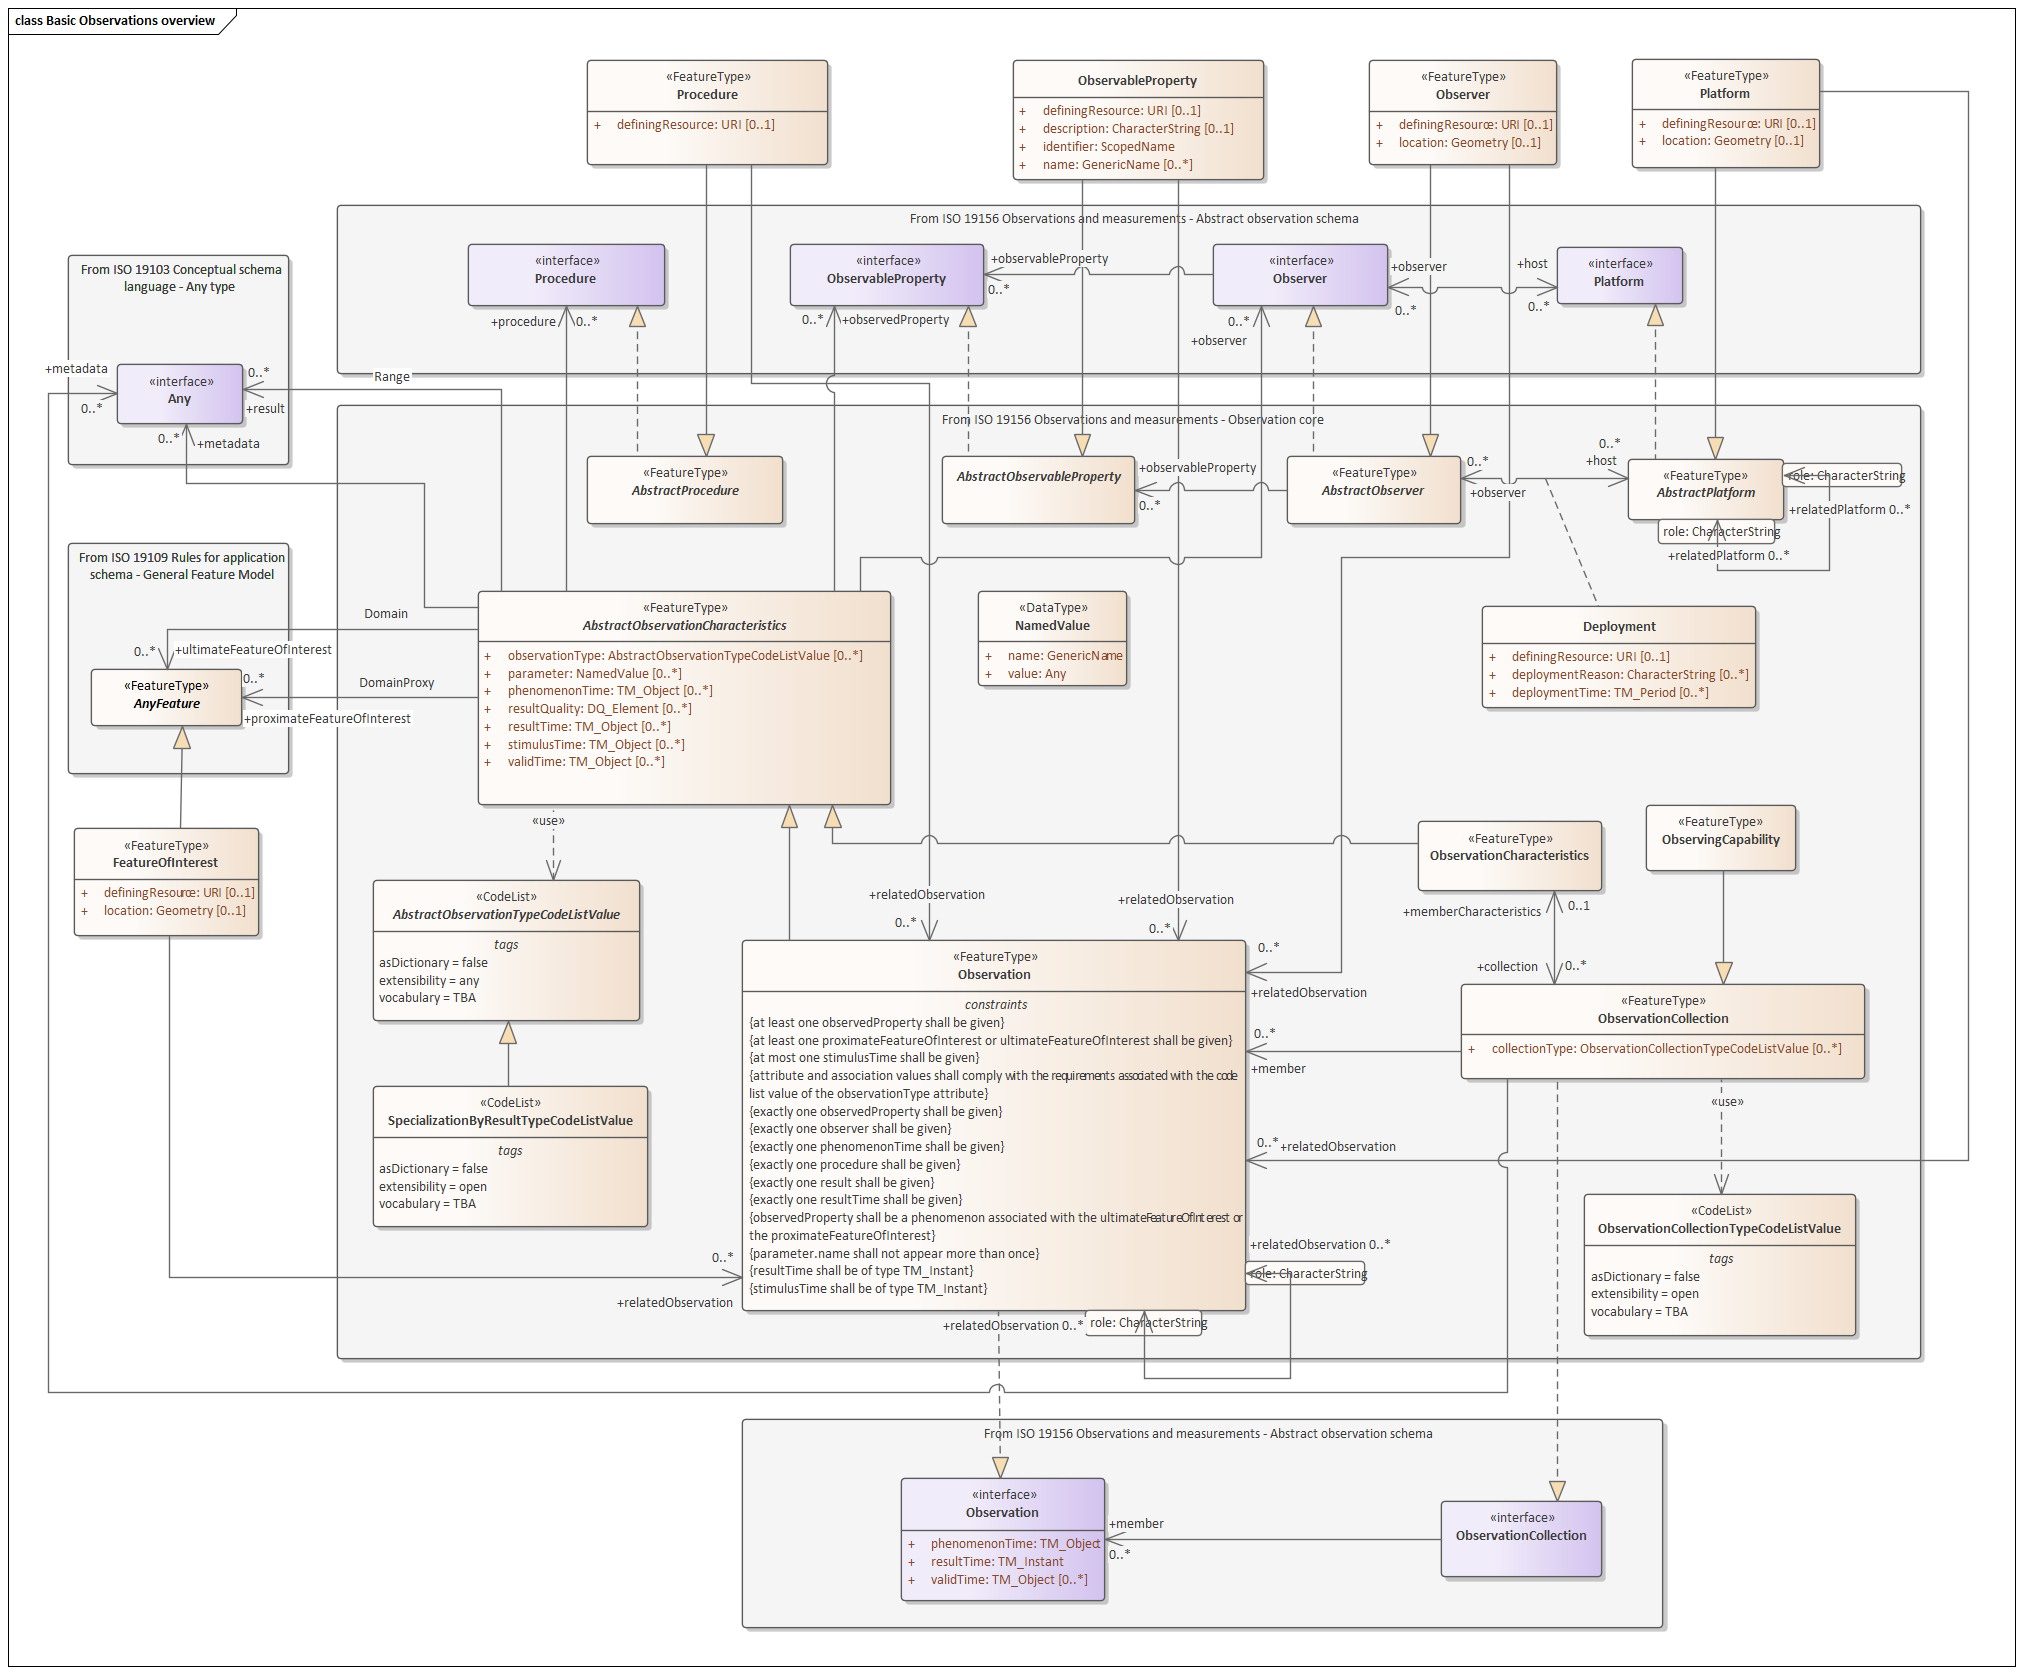 class Basic Observations overview
«FeatureType»
Procedure
+ definingResource: URI [0..1]
ObservableProperty
+ definingResource: URI [0..1]
+ description: CharacterString [0..1]
+ identifier: ScopedName
+ name: GenericName [0..*]
«FeatureType»
Observer
+ definingResource: URI [0..1]
+ location: Geometry [0..1]
«FeatureType»
Platform
+ definingResource: URI [0..1]
+ location: Geometry [0..1]
From ISO 19156 Observations and measurements - Abstract observation schema
«interface»
Procedure
«interface»
ObservableProperty
+observableProperty
0..*
«interface»
Observer
+observer
0..*
+host
0..*
«interface»
Platform
+procedure
0..*
0..*
+observedProperty
0..*
+observer
From ISO 19103 Conceptual schema
language - Any type
+metadata
0..*
«interface»
Any
0..*
+result
Range
0..*
+metadata
From ISO 19156 Observations and measurements - Observation core
«FeatureType»
AbstractProcedure
AbstractObservableProperty
+observableProperty
0..*
«FeatureType»
AbstractObserver
0..*
+observer
0..*
+host
«FeatureType»
AbstractPlatform
role: CharacterString
+relatedPlatform 0..*
role: CharacterString
+relatedPlatform 0..*
From ISO 19109 Rules for application
schema - General Feature Model
Domain
0..*
+ultimateFeatureOfInterest
«FeatureType»
AnyFeature
0..*
DomainProxy
+proximateFeatureOfInterest
«FeatureType»
AbstractObservationCharacteristics
+ observationType: AbstractObservationTypeCodeListValue [0..*]
+ parameter: NamedValue [0..*]
+ phenomenonTime: TM_Object [0..*]
+ resultQuality: DQ_Element [0..*]
+ resultTime: TM_Object [0..*]
+ stimulusTime: TM_Object [0..*]
+ validTime: TM_Object [0..*]
«DataType»
NamedValue
+ name: GenericName
+ value: Any
Deployment
+ definingResource: URI [0..1]
+ deploymentReason: CharacterString [0..*]
+ deploymentTime: TM_Period [0..*]
«FeatureType»
FeatureOfInterest
+ definingResource: URI [0..1]
+ location: Geometry [0..1]
«use»
«CodeList»
AbstractObservationTypeCodeListValue
tags
asDictionary = false
extensibility = any
vocabulary = TBA
«CodeList»
SpecializationByResultTypeCodeListValue
tags
asDictionary = false
extensibility = open
vocabulary = TBA
«FeatureType»
ObservationCharacteristics
«FeatureType»
ObservingCapability
+memberCharacteristics
0..1
+collection
0..*
+relatedObservation
0..*
+relatedObservation
0..*
0..*
+relatedObservation
«FeatureType»
Observation
constraints
{at least one observedProperty shall be given}
{at least one proximateFeatureOfInterest or ultimateFeatureOfInterest shall be given}
{at most one stimulusTime shall be given}
{attribute and association values shall comply with the requirements associated with the code
list value of the observationType attribute}
{exactly one observedProperty shall be given}
{exactly one observer shall be given}
{exactly one phenomenonTime shall be given}
{exactly one procedure shall be given}
{exactly one result shall be given}
{exactly one resultTime shall be given}
{observedProperty shall be a phenomenon associated with the ultimateFeatureOfInterest or
the proximateFeatureOfInterest}
{parameter.name shall not appear more than once}
{resultTime shall be of type TM_Instant}
{stimulusTime shall be of type TM_Instant}
«FeatureType»
ObservationCollection
+ collectionType: ObservationCollectionTypeCodeListValue [0..*]
0..*
+member
«use»
0..*
+relatedObservation
«CodeList»
ObservationCollectionTypeCodeListValue
tags
asDictionary = false
extensibility = open
vocabulary = TBA
0..*
+relatedObservation
+relatedObservation 0..*
role: CharacterString
+relatedObservation 0..*
role: CharacterString
From ISO 19156 Observations and measurements - Abstract observation schema
«interface»
Observation
+ phenomenonTime: TM_Object
+ resultTime: TM_Instant
+ validTime: TM_Object [0..*]
+member
0..*
«interface»
ObservationCollection